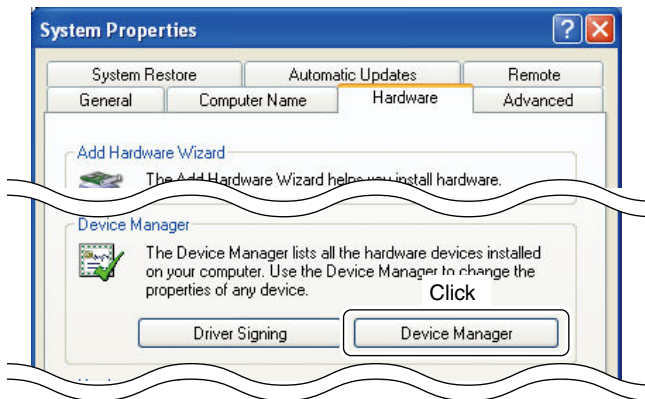 System Properties
System Restore Automatic Updates Remote
General Computer Name Hardware Advanced
Add Hardware Wizard
The Add Hardware Wizard helps you install hardware.
Device Manager
The Device Manager lists all the hardware devices installed
on your computer. Use the Device Manager to change the
properties of any device.
Click
Driver Signing Device Manager